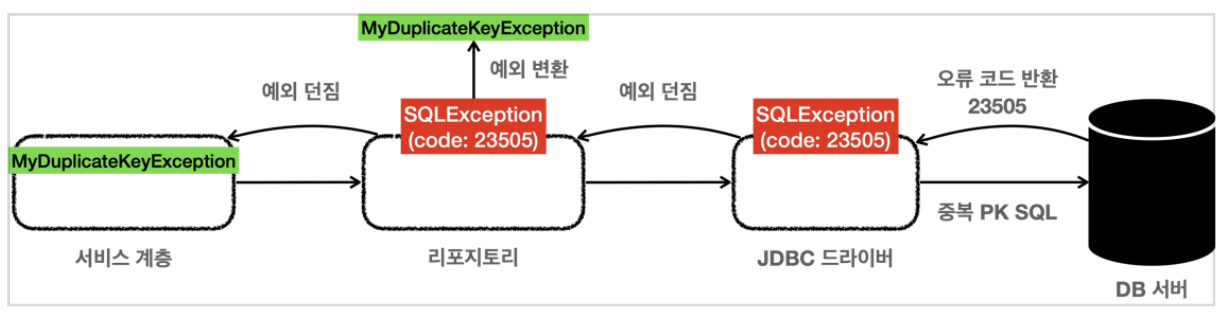 MyDuplicateKeyException
예외 변환
예외 던짐
예외 던짐
오류 코드 반환
23505
SQLException
(code: 23505)
SQLException
(code: 23505)
MyDuplicateKeyException
중복 PK SQL
서비스 계층
리포지토리
JDBC 드라이버
DB 서버